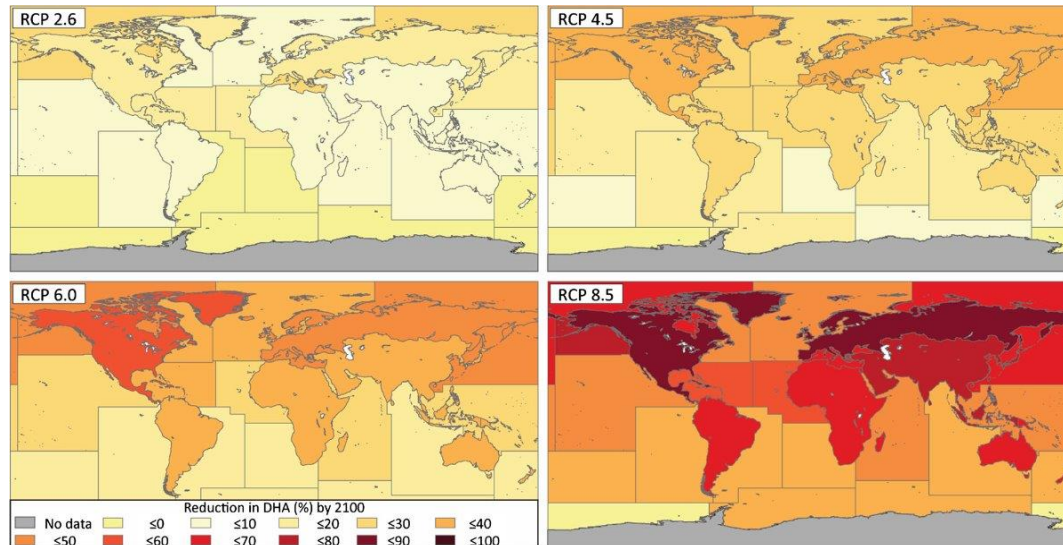 RCP 2.6
RCP 4.5
RCP 6.0
RCP 8.5
Reduction in DHA (%) by 2100
No data ≤0 ≤10 ≤20 ≤30 ≤40
≤50 ≤60 ≤70 ≤80 ≤90 ≤100